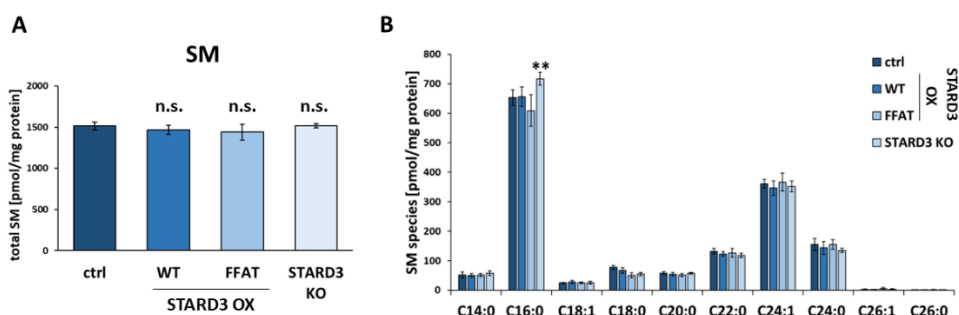 A
SM
total SM [pmol/mg protein]
2000
1500
1000
500
0
n.s.
n.s.
n.s.
ctrl
WT
FFAT
STARD3 KO
STARD3 OX
B
SM species [pmol/mg protein]
800
700
600
500
400
300
200
100
0
**
C14:0 C16:0 C18:1 C18:0 C20:0 C22:0 C24:1 C24:0 C26:1 C26:0
ctrl
WT
FFAT
STARD3 KO
STARD3
OX